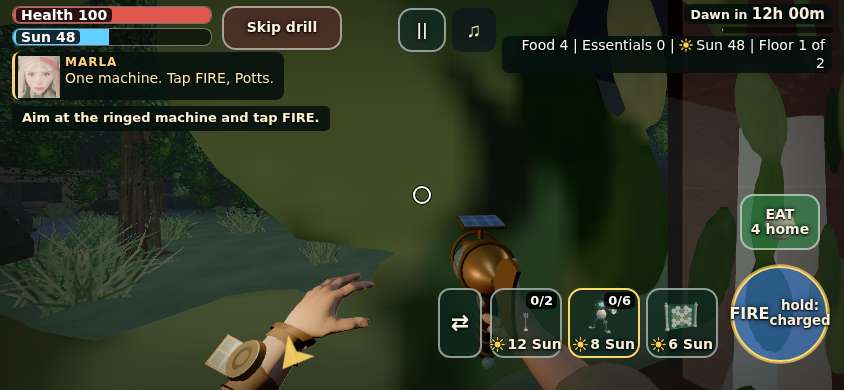 Health 100
Sun 48
Skip drill
MARLA
One machine. Tap FIRE, Potts.
Aim at the ringed machine and tap FIRE.
Dawn in 12h 00m
Food 4 | Essentials 0 | ☀Sun 48 | Floor 1 of
2
EAT
4 home
FIRE hold:
charged
0/2
12 Sun
0/6
8 Sun
6 Sun